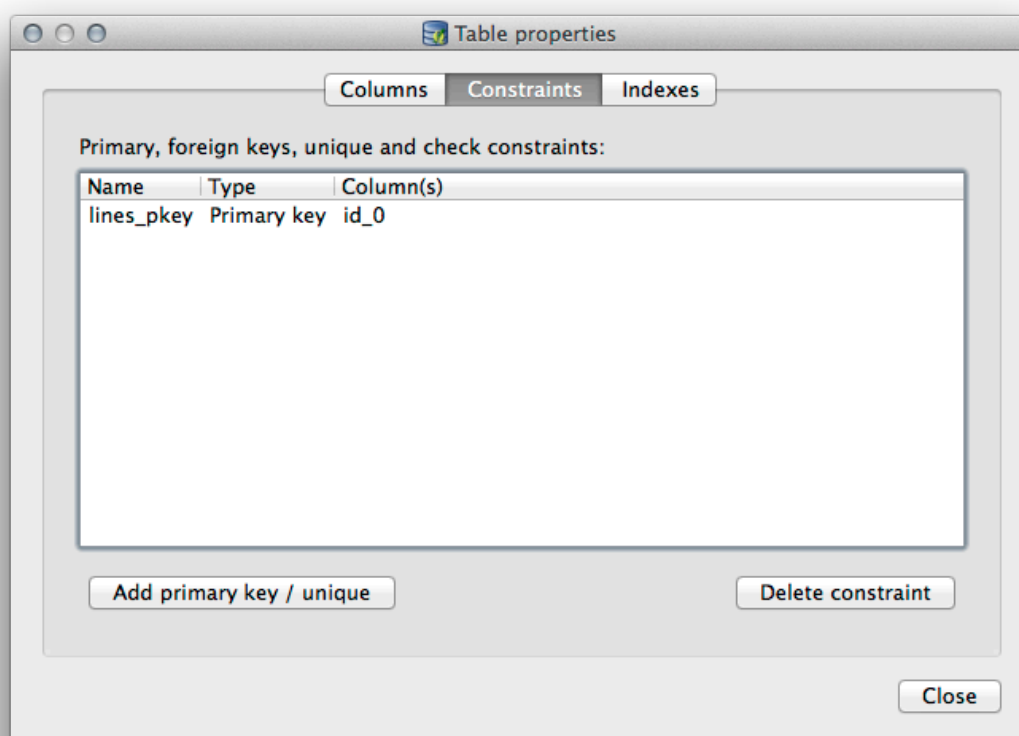 Table properties
Columns Constraints Indexes
Primary, foreign keys, unique and check constraints:
Name Type Column(s)
lines_pkey Primary key id_0
Add primary key / unique Delete constraint
Close